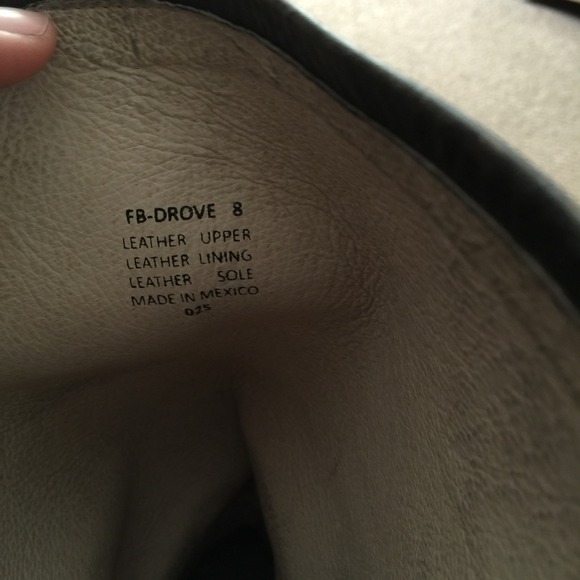 FB-DROVE 8
LEATHER UPPER
LEATHER LINING
LEATHER SOLE
MADE IN MEXICO
025